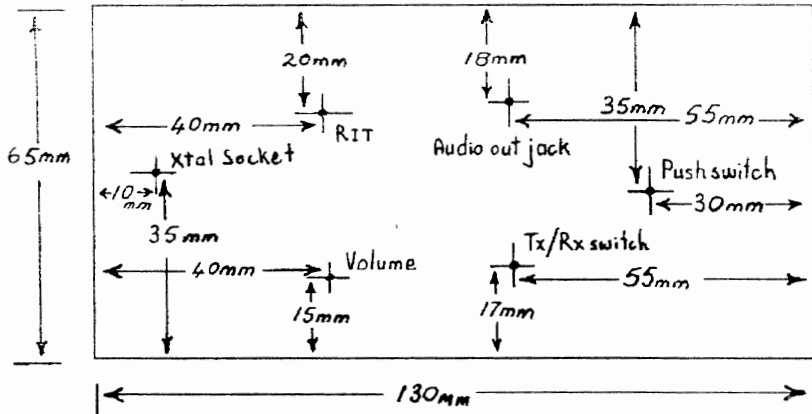 20mm
18mm
35mm
55mm
40mm
RIT
Audio out jack
65mm
Xtal Socket
10
mm
Push switch
30mm
35mm
Tx/Rx switch
40mm
Volume
55mm
15mm
17mm
130mm